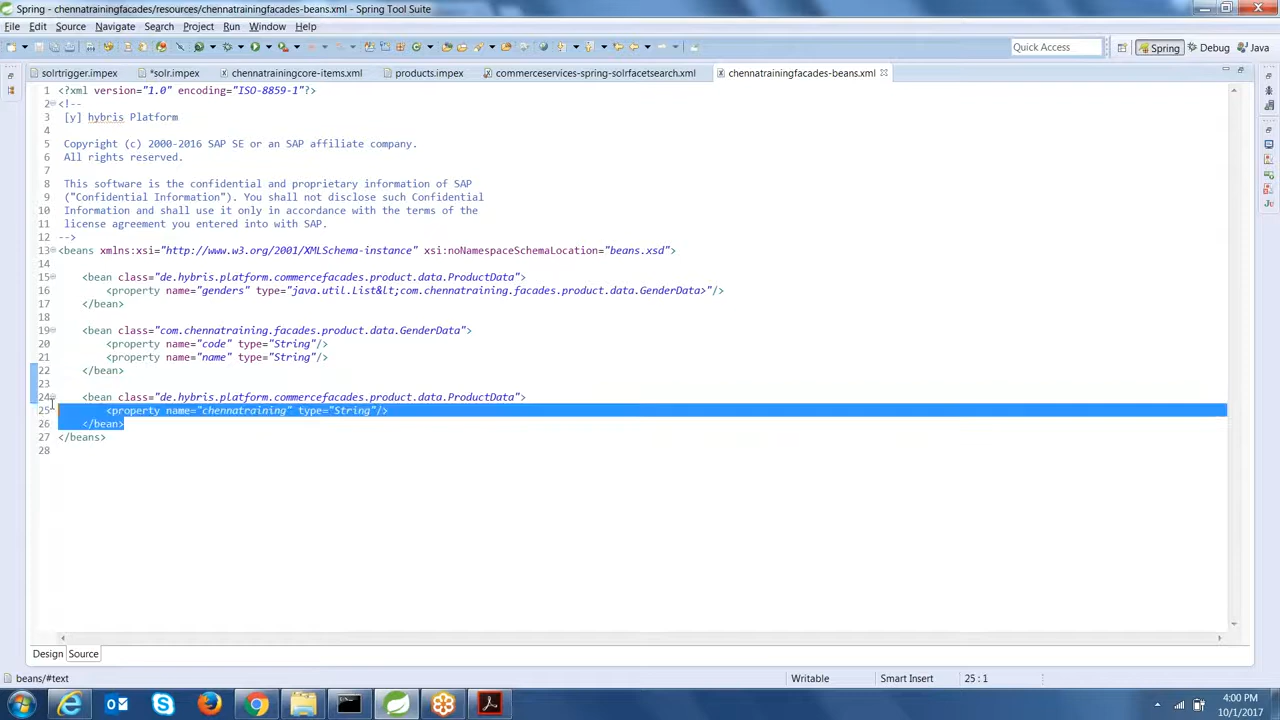 Spring - chennatrainingfacades/resources/chennatrainingfacades-beans.xml - Spring Tool Suite
File Edit Source Navigate Search Project Run Window Help
Quick Access Spring Debug Java
solrtrigger.impex *solr.impex chennatrainingcore-items.xml products.impex commerceservices-spring-solrfacetsearch.xml chennatrainingfacades-beans.xml
1 <?xml version="1.0" encoding="ISO-8859-1"?>
2 <!--
3 [y] hybris Platform
4
5 Copyright (c) 2000-2016 SAP SE or an SAP affiliate company.
6 All rights reserved.
7
8 This software is the confidential and proprietary information of SAP
9 ("Confidential Information"). You shall not disclose such Confidential
10 Information and shall use it only in accordance with the terms of the
11 license agreement you entered into with SAP.
12 -->
13 <beans xmlns:xsi="http://www.w3.org/2001/XMLSchema-instance" xsi:noNamespaceSchemaLocation="beans.xsd">
14
15 <bean class="de.hybris.platform.commercefacades.product.data.ProductData">
16 <property name="genders" type="java.util.List&lt;com.chennatraining.facades.product.data.GenderData>"/>
17 </bean>
18
19 <bean class="com.chennatraining.facades.product.data.GenderData">
20 <property name="code" type="String"/>
21 <property name="name" type="String"/>
22 </bean>
23
24 <bean class="de.hybris.platform.commercefacades.product.data.ProductData">
25 <property name="chennatraining" type="String"/>
26 </bean>
27 </beans>
28
Design Source
beans/#text Writable Smart Insert 25 : 1
4:00 PM
10/1/2017